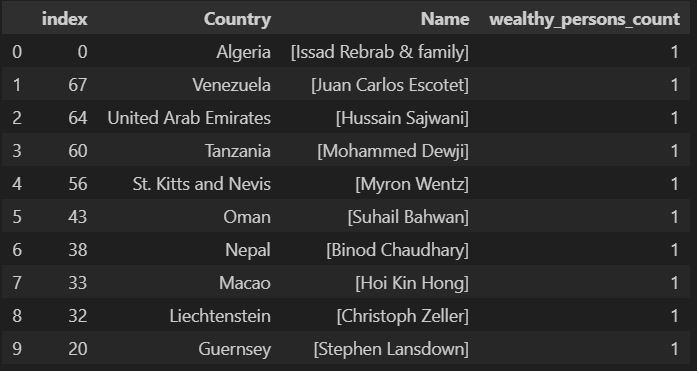 index Country Name wealthy_persons_count
0 0 Algeria [Issad Rebrab & family] 1
1 67 Venezuela [Juan Carlos Escotet] 1
2 64 United Arab Emirates [Hussain Sajwani] 1
3 60 Tanzania [Mohammed Dewji] 1
4 56 St. Kitts and Nevis [Myron Wentz] 1
5 43 Oman [Suhail Bahwan] 1
6 38 Nepal [Binod Chaudhary] 1
7 33 Macao [Hoi Kin Hong] 1
8 32 Liechtenstein [Christoph Zeller] 1
9 20 Guernsey [Stephen Lansdown] 1